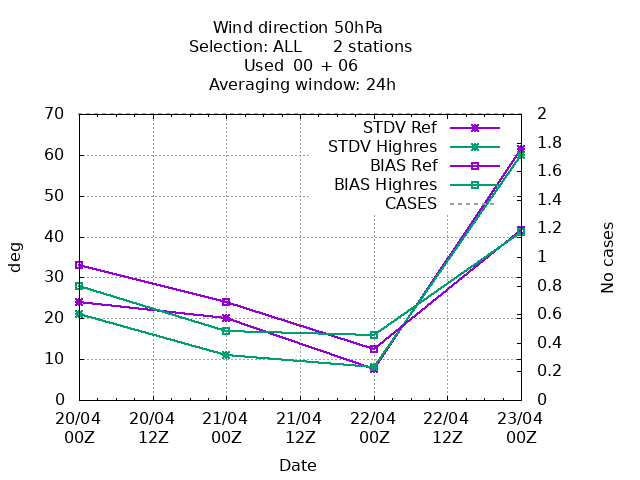 Wind direction 50hPa
Selection: ALL 2 stations
Used 00 + 06
Averaging window: 24h
70 2
60 1.8
50 1.6
40 1.4
30 1.2
20 1
10 0.8
0 0.6
0.4
0.2
0
STDV Ref
STDV Highres
BIAS Ref
BIAS Highres
CASES
deg
No cases
20/04 20/04 21/04 21/04 22/04 22/04 23/04
00Z 12Z 00Z 12Z 00Z 12Z 00Z
Date